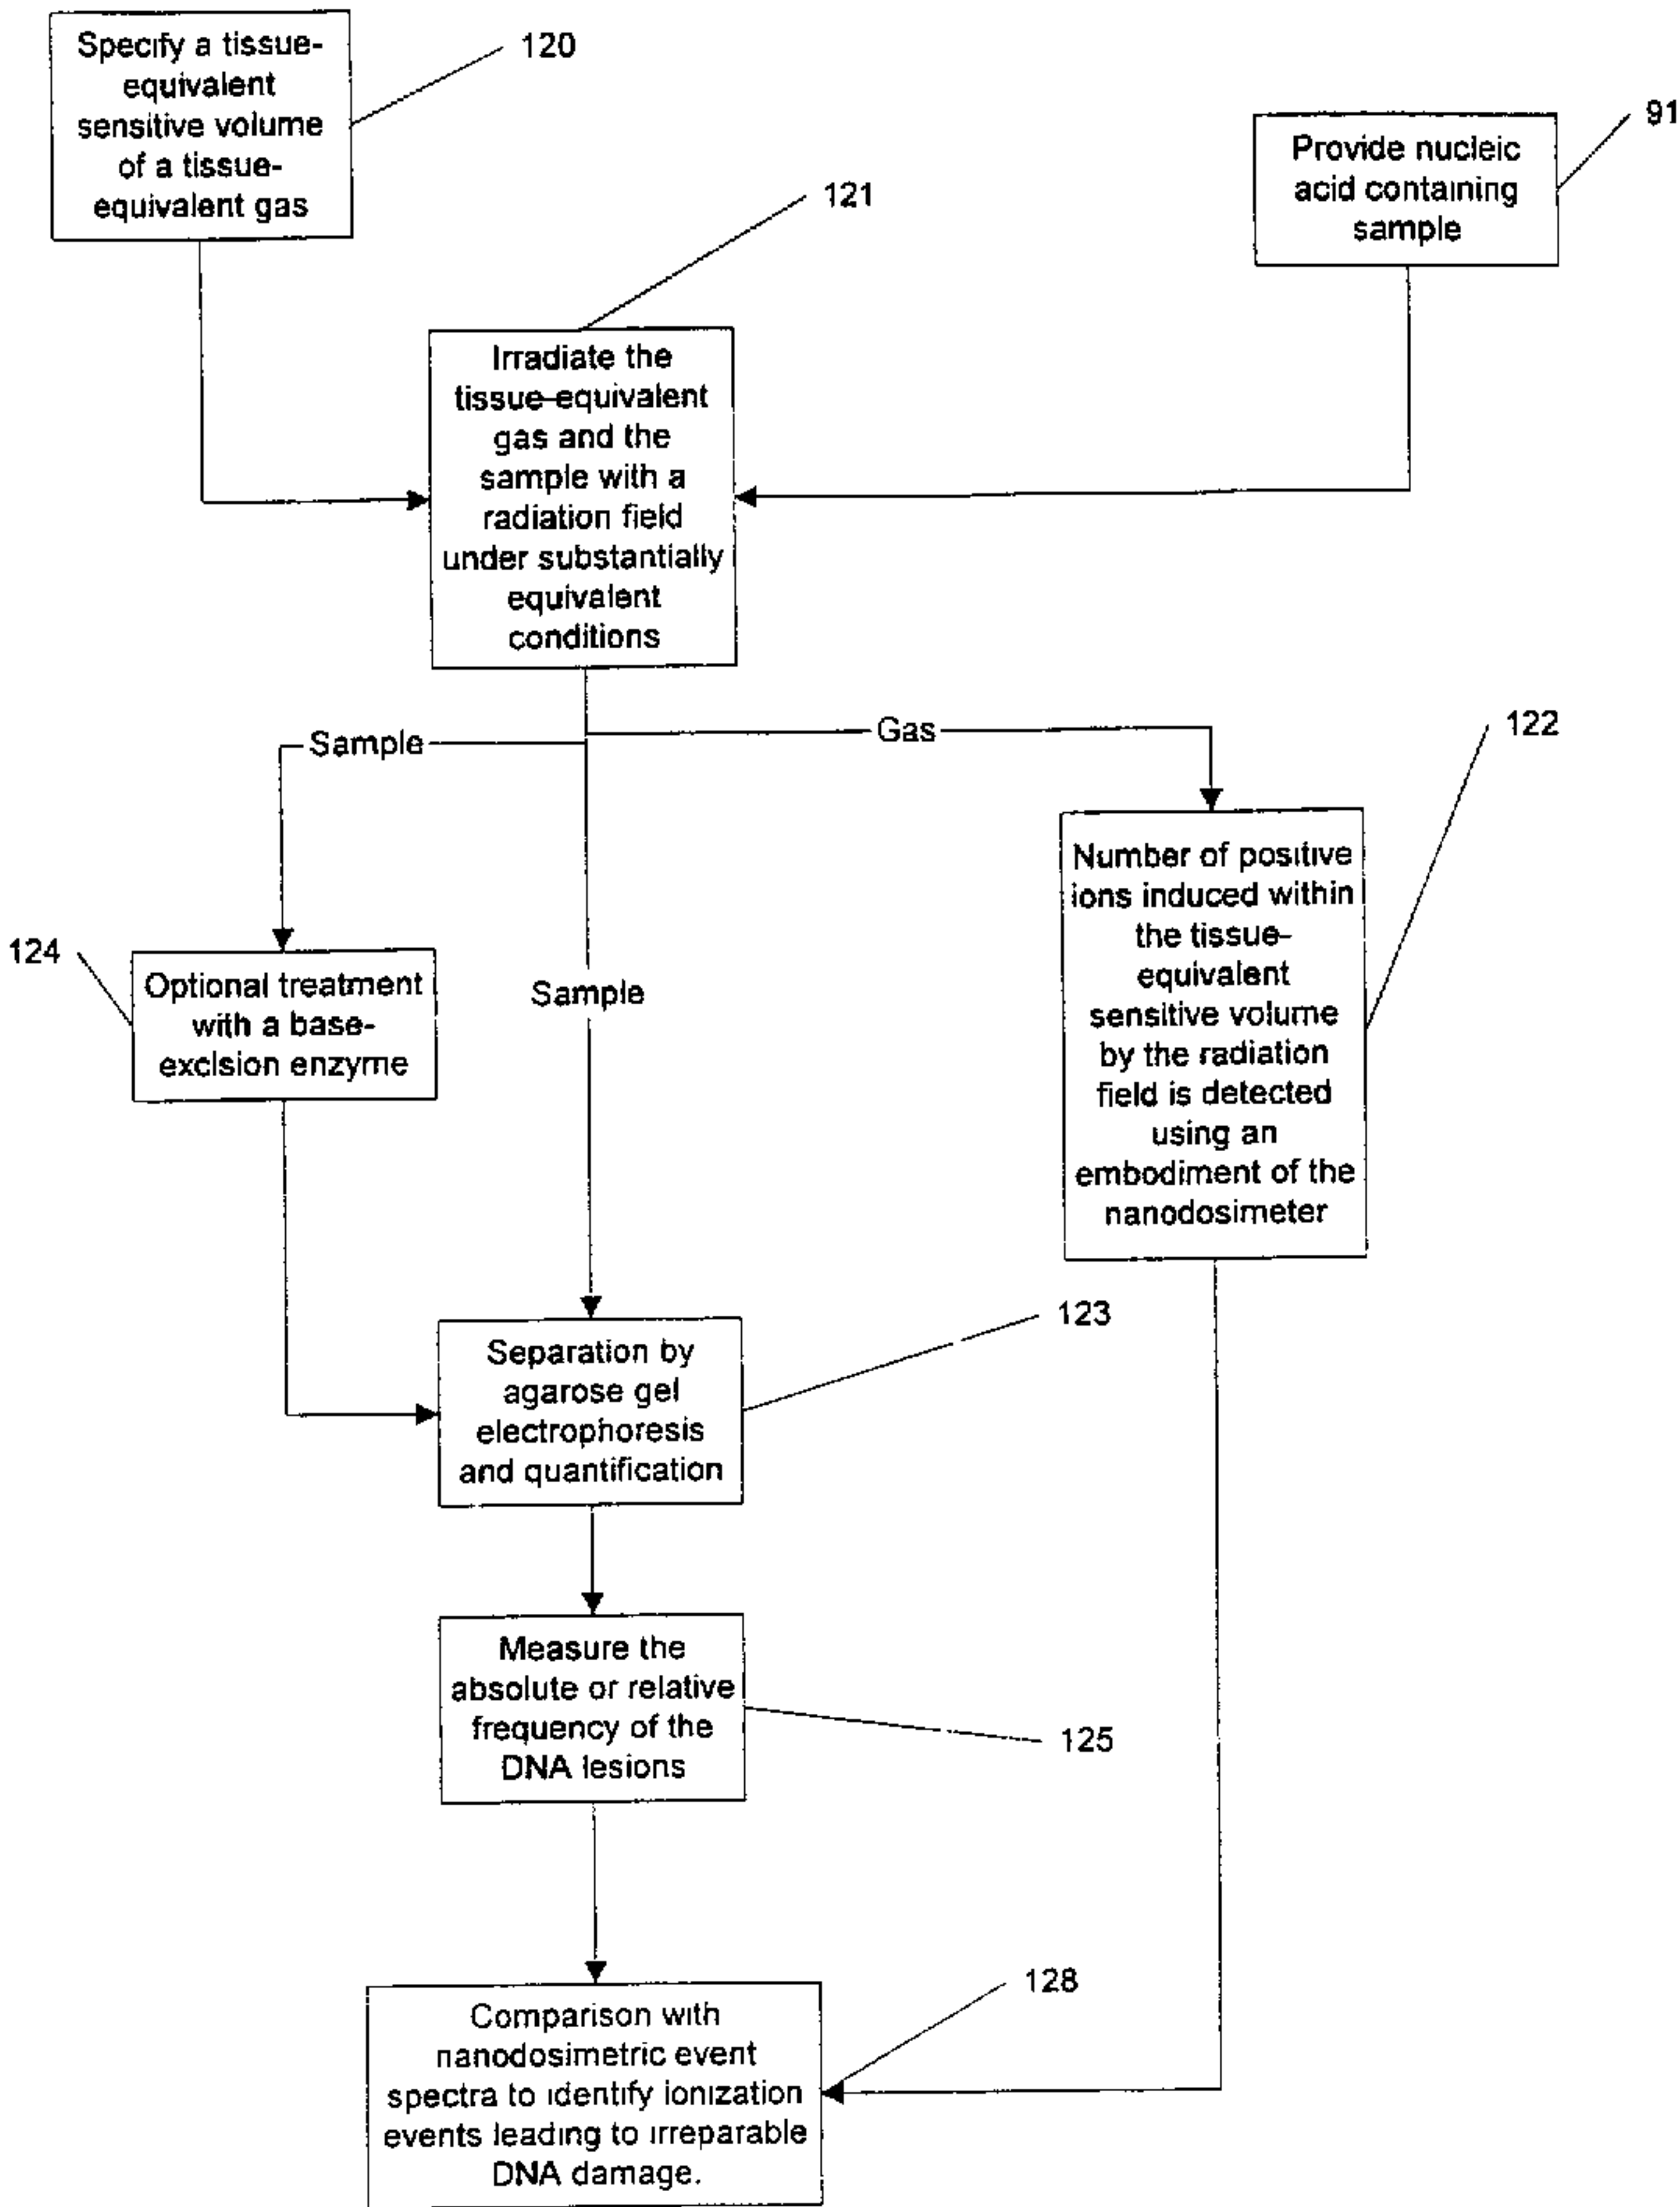 Specify a tissue-
equivalent
sensitive volume
of a tissue-
equivalent gas
120
Provide nucleic
acid containing
sample
91
121
Irradiate the
tissue-equivalent
gas and the
sample with a
radiation field
under substantially
equivalent
conditions
Sample
Gas
122
Number of positive
ions induced within
the tissue-
equivalent
sensitive volume
by the radiation
field is detected
using an
embodiment of the
nanodosimeter
124
Optional treatment
with a base-
excision enzyme
Sample
123
Separation by
agarose gel
electrophoresis
and quantification
Measure the
absolute or relative
frequency of the
DNA lesions
125
128
Comparison with
nanodosimetric event
spectra to identify ionization
events leading to irreparable
DNA damage.